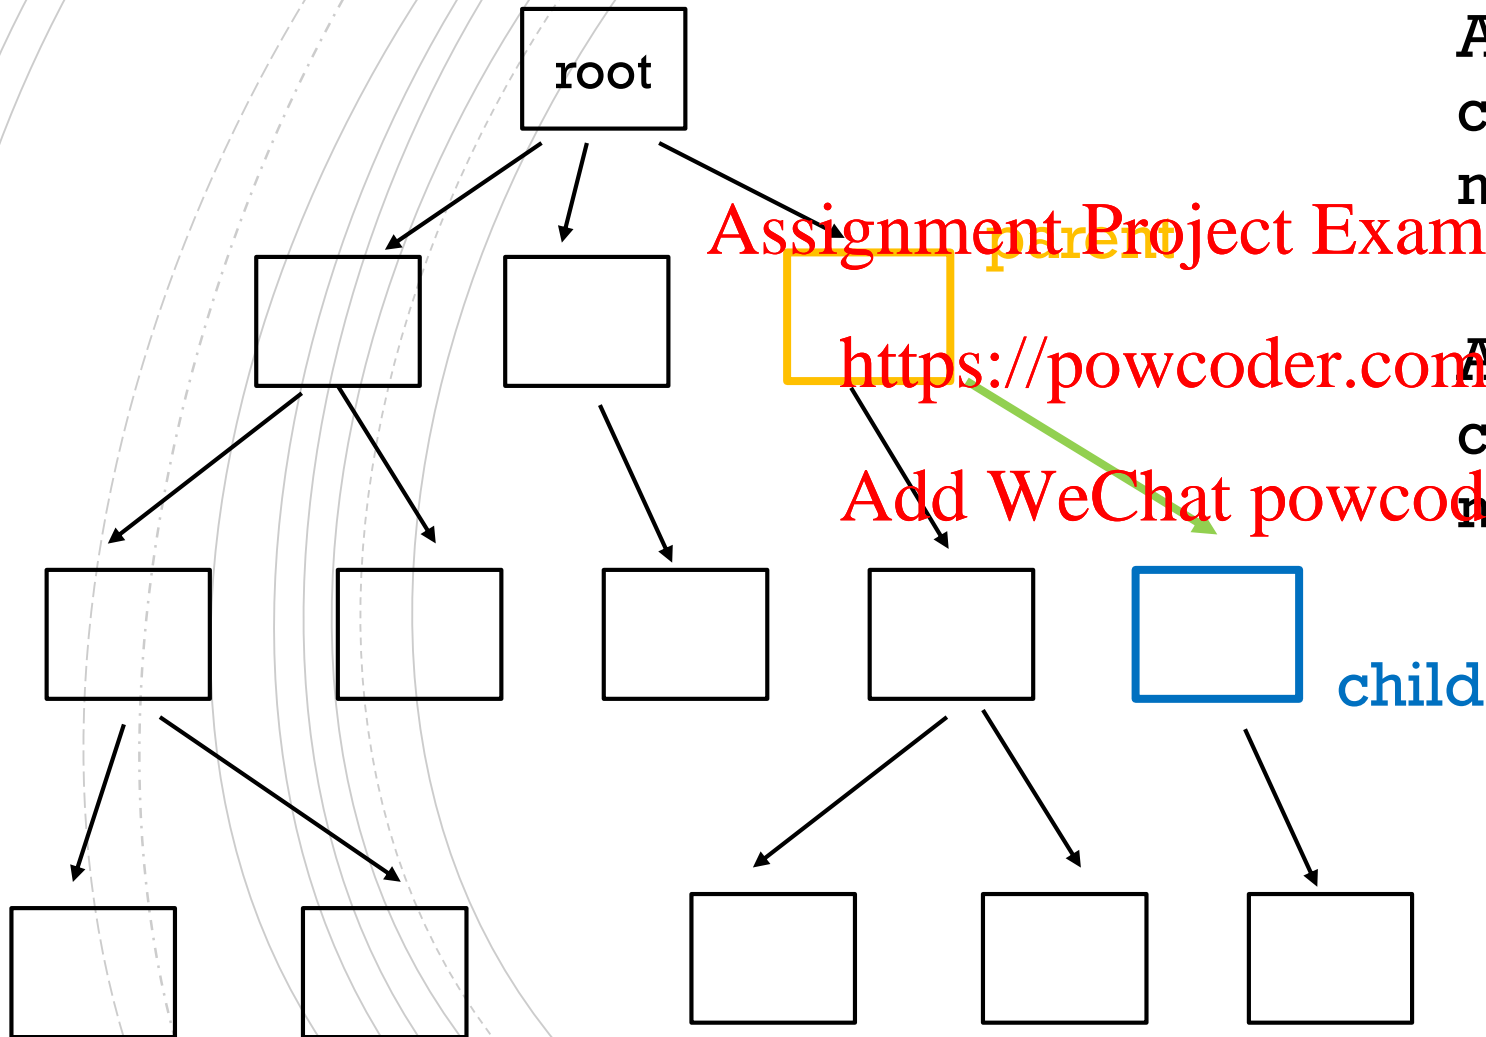 root
Assignment Project Exam
parent
https://powcoder.com
Add WeChat powcod
child